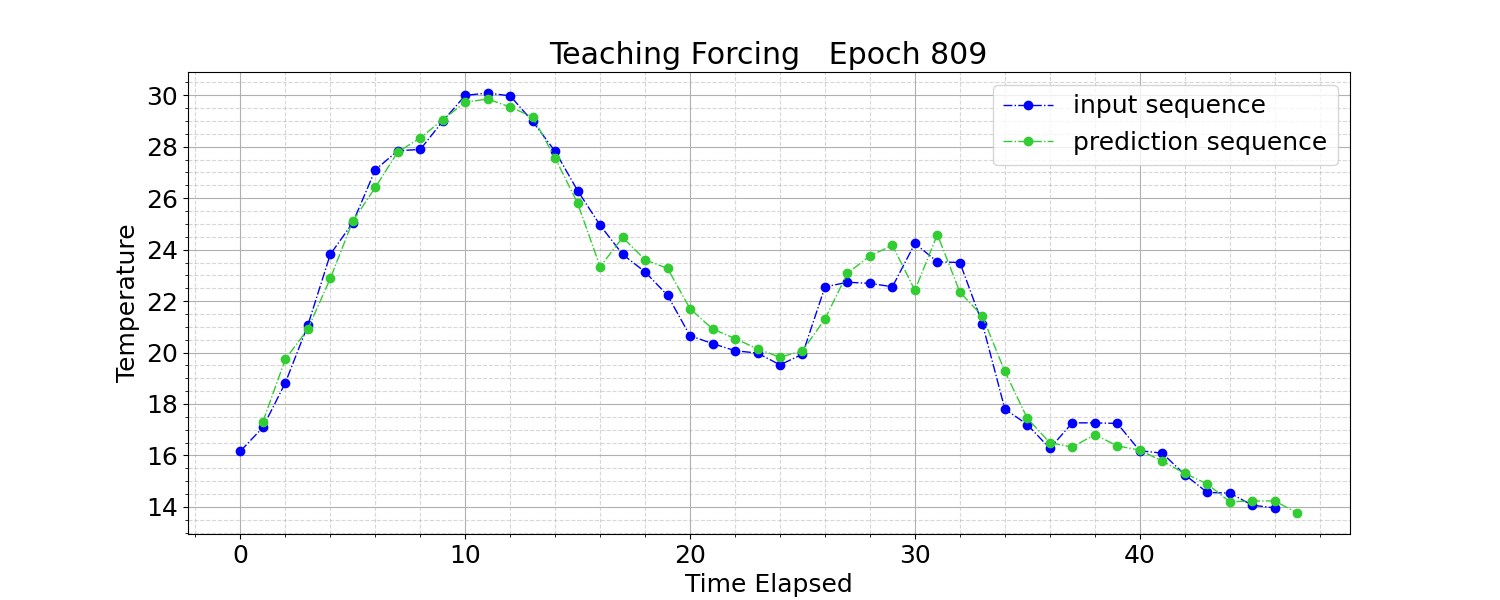 Teaching Forcing   Epoch 809
input sequence
prediction sequence
Temperature
30
28
26
24
22
20
18
16
14
0 10 20 30 40
Time Elapsed